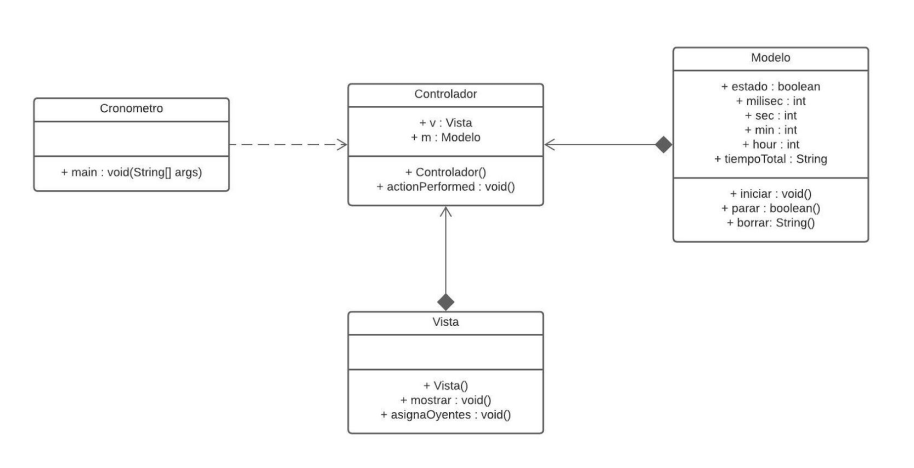 Cronometro
+ main : void(String[] args)
Controlador
+ v : Vista
+ m : Modelo
+ Controlador()
+ actionPerformed : void()
Modelo
+ estado : boolean
+ milisec : int
+ sec : int
+ min : int
+ hour : int
+ tiempoTotal : String
+ iniciar : void()
+ parar : boolean()
+ borrar: String()
Vista
+ Vista()
+ mostrar : void()
+ asignaOyentes : void()